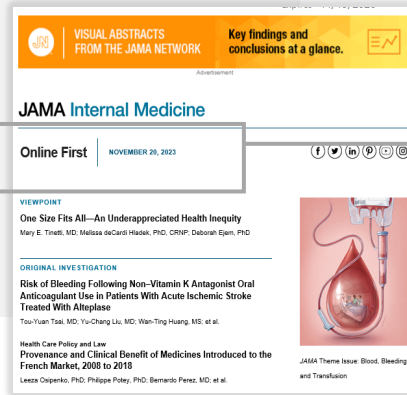 VISUAL ABSTRACTS
FROM THE JAMA NETWORK
Key findings and
conclusions at a glance.
Advertisement
JAMA Internal Medicine
Online First
NOVEMBER 20, 2023
VIEWPOINT
One Size Fits All—An Underappreciated Health Inequity
Mary E. Tinetti, MD; Melissa deCardi Hladek, PhD, CRNP; Deborah Ejem, PhD
ORIGINAL INVESTIGATION
Risk of Bleeding Following Non–Vitamin K Antagonist Oral
Anticoagulant Use in Patients With Acute Ischemic Stroke
Treated With Alteplase
Tou-Yuan Tsai, MD; Yu-Chang Liu, MD; Wan-Ting Huang, MS; et al.
Health Care Policy and Law
Provenance and Clinical Benefit of Medicines Introduced to the
French Market, 2008 to 2018
Leeza Osipenko, PhD; Philippe Potey, PhD; Bernardo Perez, MD; et al.
JAMA Theme Issue: Blood, Bleeding
and Transfusion